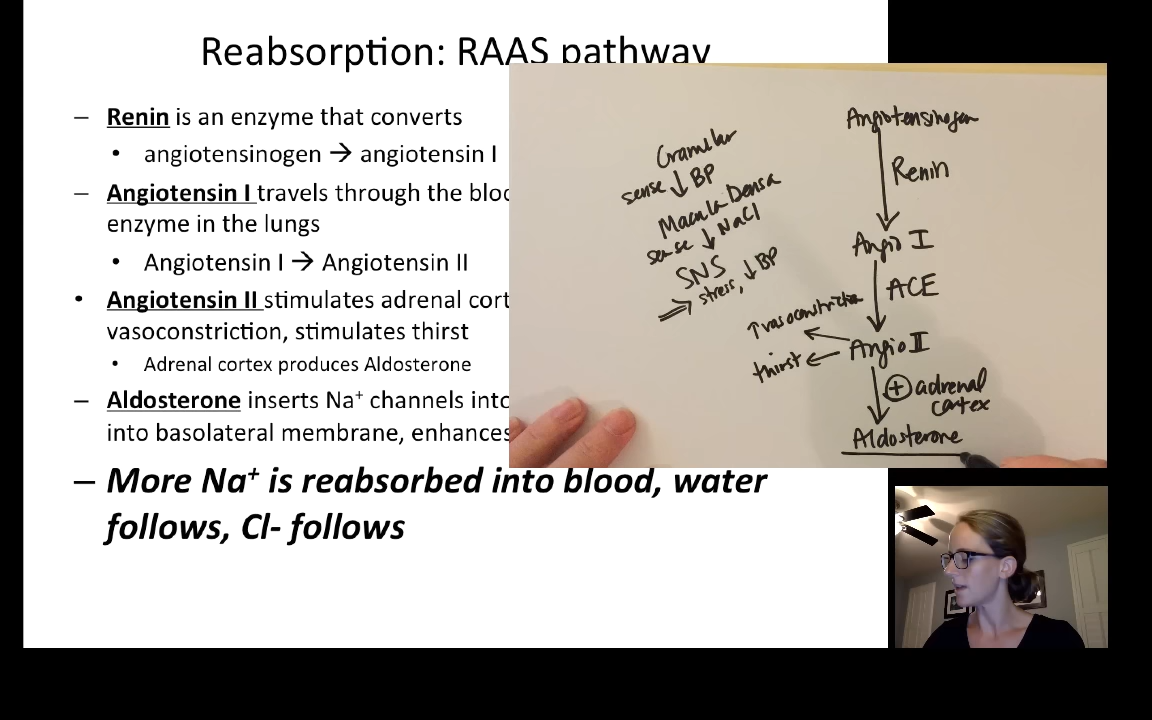 Reabsorption: RAAS pathway
– Renin is an enzyme that converts
• angiotensinogen → angiotensin I
– Angiotensin I travels through the
enzyme in the lungs
• Angiotensin I → Angiotensin II
• Angiotensin II stimulates adrenal
vasoconstriction, stimulates thirst
• Adrenal cortex produces Aldosterone
– Aldosterone inserts Na+ channels into
into basolateral membrane, enhances
– More Na+ is reabsorbed into blood, water
follows, Cl- follows
Granular
sense ↓ BP
Macula Densa
sense ↓ NaCl
SNS
⇒ stress, ↓ BP
Angiotensinogen
Renin
Angio I
ACE
↑vasoconstriction
Angio II
thirst
+ adrenal
cortex
Aldosterone